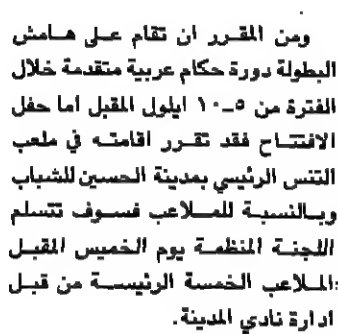 ومن المقرر ان تقام على هامش
البطولة دورة حكام عربية متقدمة خلال
الفترة من ٥-١٠ ايلول المقبل اما حفل
الافتتاح فقد تقرر اقامته في ملعب
التنس الرئيسي بمدينة الحسين للشباب
وبالنسبة للملاعب فسوف تتسلم
اللجنة المنظمة يوم الخميس المقبل
الملاعب الخمسة الرئيسة من قبل
ادارة نادي المدينة.